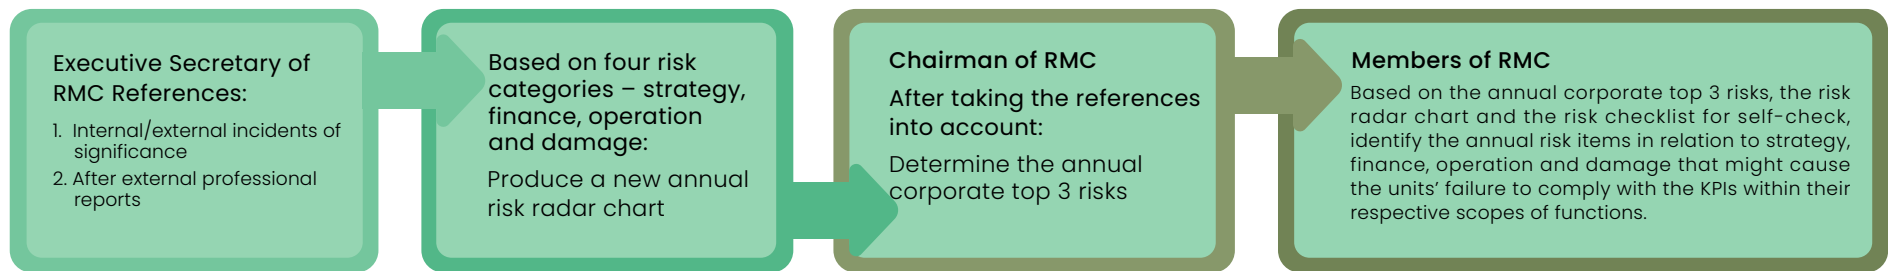 Executive Secretary of
RMC References:
1. Internal/external incidents of
significance
2. After external professional
reports
Based on four risk
categories – strategy,
finance, operation
and damage:
Produce a new annual
risk radar chart
Chairman of RMC
After taking the references
into account:
Determine the annual
corporate top 3 risks
Members of RMC
Based on the annual corporate top 3 risks, the risk
radar chart and the risk checklist for self-check,
identify the annual risk items in relation to strategy,
finance, operation and damage that might cause
the units’ failure to comply with the KPIs within their
respective scopes of functions.